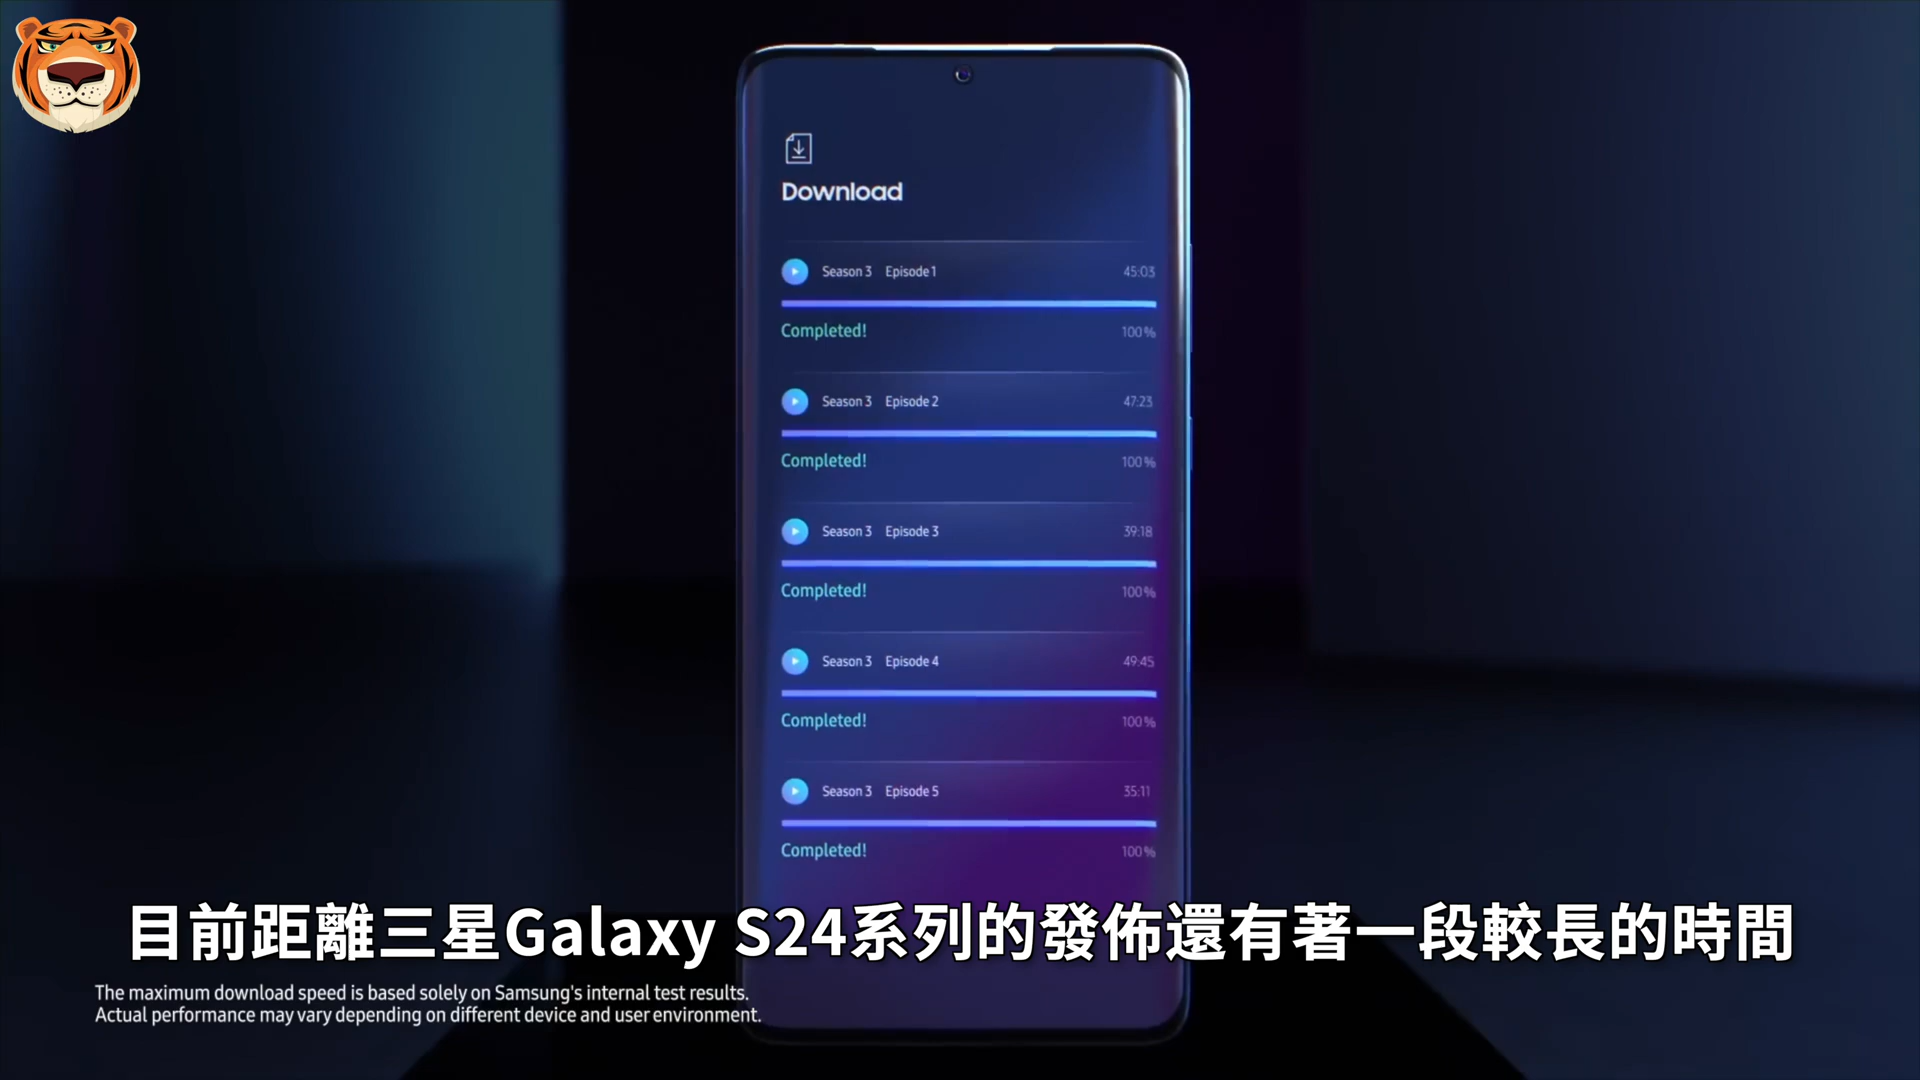 Download
Season 3 Episode 1 45:03
Completed! 100%
Season 3 Episode 2 47:23
Completed! 100%
Season 3 Episode 3 39:18
Completed! 100%
Season 3 Episode 4 49:45
Completed! 100%
Season 3 Episode 5 35:11
Completed! 100%
目前距離三星Galaxy S24系列的發佈還有著一段較長的時間
The maximum download speed is based solely on Samsung's internal test results.
Actual performance may vary depending on different device and user environment.